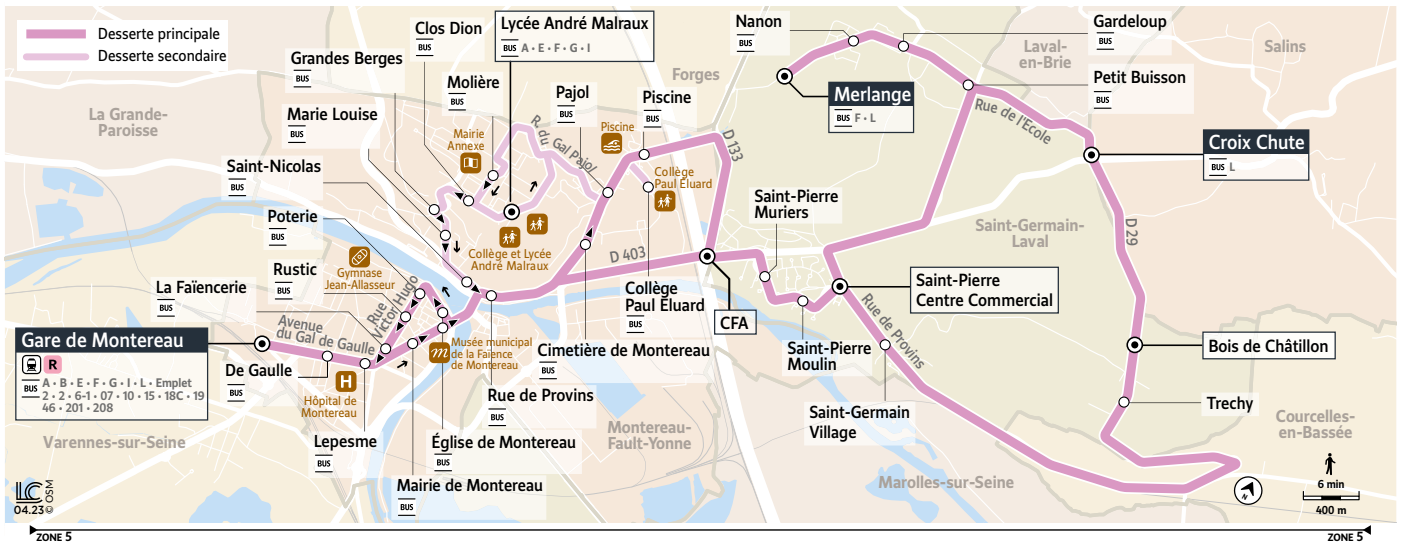 Desserte principale
Desserte secondaire
Clos Dion
BUS
Lycée André Malraux
BUS A • E • F • G • I
Nanon
BUS
Gardeloup
BUS
Grandes Berges
BUS
Molière
BUS
Pajol
BUS
Piscine
BUS
Forges
Laval-
en-Brie
Salins
Merlange
BUS F • L
Petit Buisson
BUS
La Grande-
Paroisse
Marie Louise
BUS
Mairie
Annexe
R. du Gal Pajol
Piscine
D 133
Rue de l'Ecole
Croix Chute
BUS L
Saint-Nicolas
BUS
Collège
Paul Éluard
Saint-Pierre
Muriers
Poterie
BUS
Collège et Lycée
André Malraux
D 403
Saint-Germain-
Laval
D 29
Gymnase
Jean-Allasseur
Rustic
BUS
La Faïencerie
BUS
Rue
Victor Hugo
Collège
Paul Éluard
BUS
CFA
Saint-Pierre
Centre Commercial
Rue de Provins
Avenue
du Gal de Gaulle
Gare de Montereau
R
BUS A • B • E • F • G • I • L • Emplet
2 • 2 • 6-1 • 07 • 10 • 15 • 18C • 19
46 • 201 • 208
De Gaulle
BUS
H
Hôpital de
Montereau
m
Musée municipal
de la Faïence
de Montereau
Cimetière de Montereau
BUS
Saint-Pierre
Moulin
Bois de Châtillon
Rue de Provins
BUS
Saint-Germain
Village
Trechy
Courcelles-
en-Bassée
Varennes-sur-Seine
Lepesme
BUS
Église de Montereau
BUS
Montereau-
Fault-Yonne
Mairie de Montereau
BUS
Marolles-sur-Seine
N
6 min
400 m
LC OSM
04.23©
ZONE 5
ZONE 5